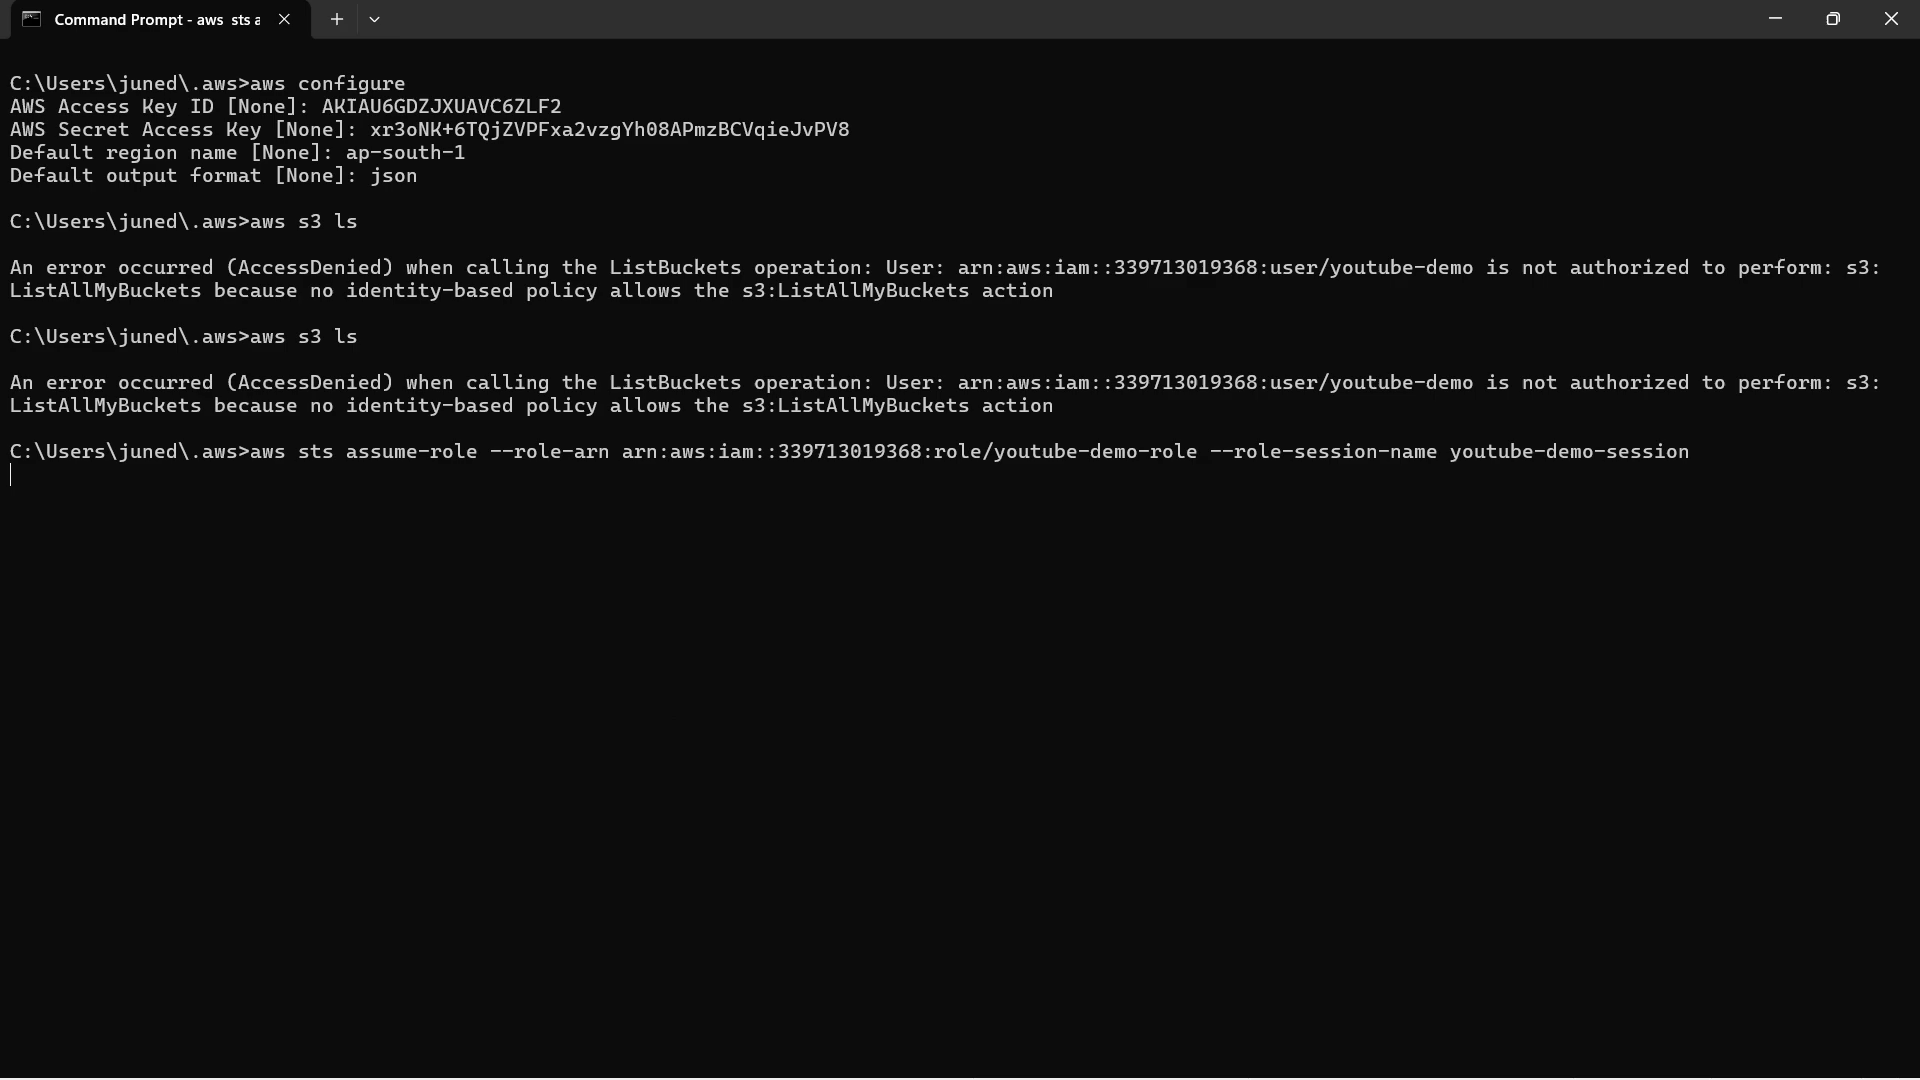 Command Prompt - aws sts a
C:\Users\juned\.aws>aws configure
AWS Access Key ID [None]: AKIAU6GDZJXUAVC6ZLF2
AWS Secret Access Key [None]: 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
Default region name [None]: ap-south-1
Default output format [None]: json
C:\Users\juned\.aws>aws s3 ls
An error occurred (AccessDenied) when calling the ListBuckets operation: User: arn:aws:iam::339713019368:user/youtube-demo is not authorized to perform: s3:
ListAllMyBuckets because no identity-based policy allows the s3:ListAllMyBuckets action
C:\Users\juned\.aws>aws s3 ls
An error occurred (AccessDenied) when calling the ListBuckets operation: User: arn:aws:iam::339713019368:user/youtube-demo is not authorized to perform: s3:
ListAllMyBuckets because no identity-based policy allows the s3:ListAllMyBuckets action
C:\Users\juned\.aws>aws sts assume-role --role-arn arn:aws:iam::339713019368:role/youtube-demo-role --role-session-name youtube-demo-session